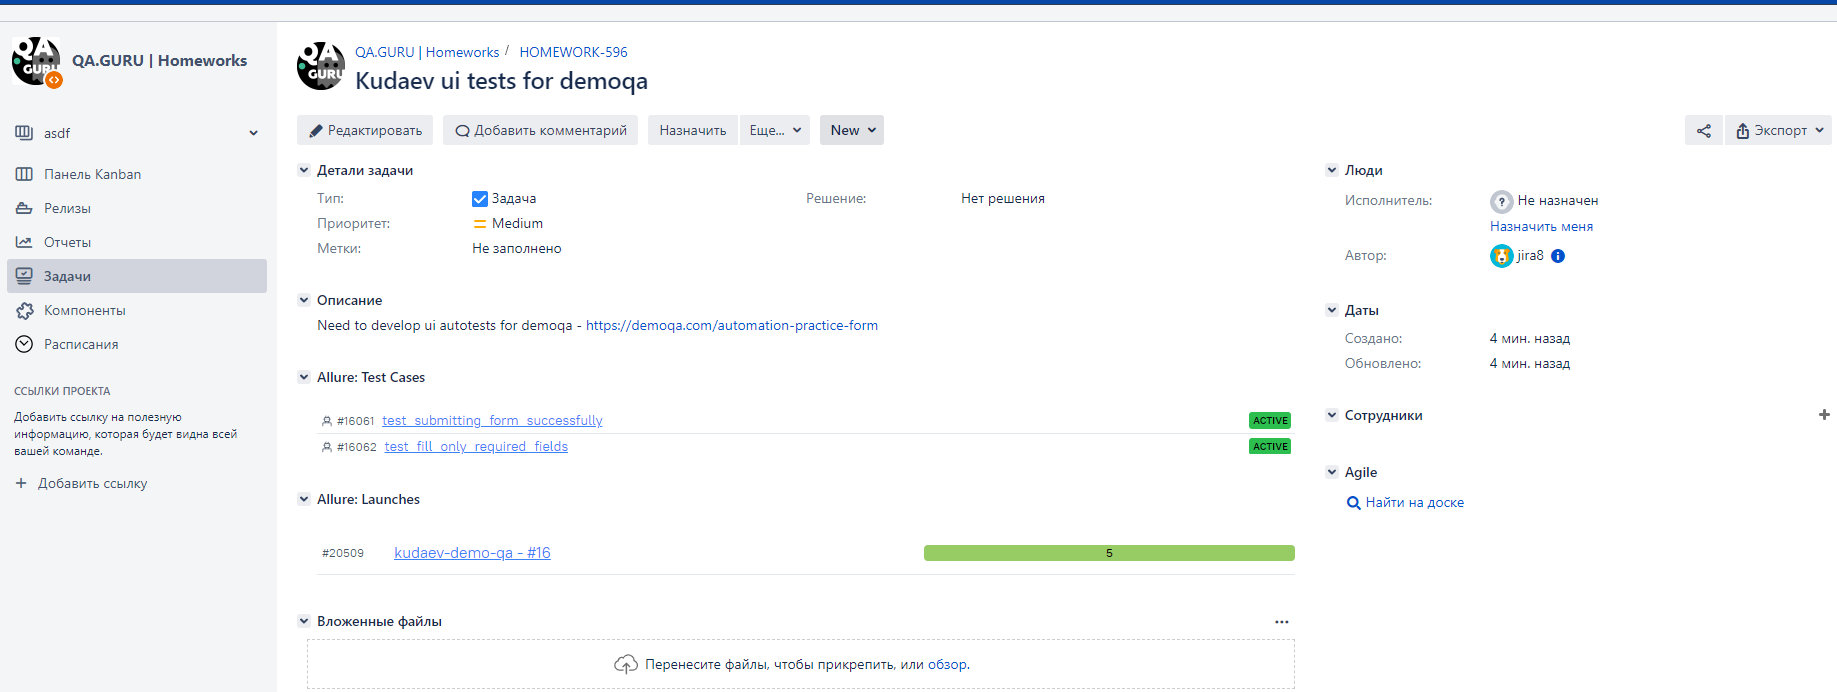 QA.GURU | Homeworks
asdf
Панель Kanban
Релизы
Отчеты
Задачи
Компоненты
Расписания
ССЫЛКИ ПРОЕКТА
Добавить ссылку на полезную
информацию, которая будет видна всей
вашей команде.
+ Добавить ссылку
QA GURU
QA GURU
QA.GURU | Homeworks / HOMEWORK-596
Kudaev ui tests for demoqa
Редактировать Добавить комментарий Назначить Еще... New Экспорт
Детали задачи
Тип: Задача Решение: Нет решения
Приоритет: Medium
Метки: Не заполнено
Описание
Need to develop ui autotests for demoqa - https://demoqa.com/automation-practice-form
Allure: Test Cases
#16061 test_submitting_form_successfully ACTIVE
#16062 test_fill_only_required_fields ACTIVE
Allure: Launches
#20509 kudaev-demo-qa - #16 5
Вложенные файлы ...
Перенесите файлы, чтобы прикрепить, или обзор.
Люди
Исполнитель: ? Не назначен
Назначить меня
Автор: jira8
Даты
Создано: 4 мин. назад
Обновлено: 4 мин. назад
Сотрудники +
Agile
Найти на доске